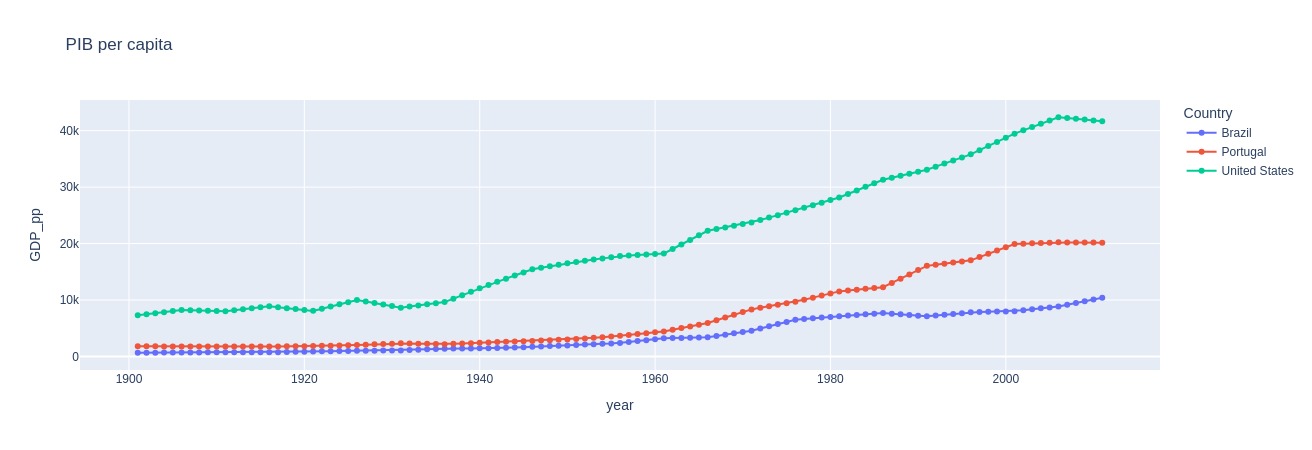 PIB per capita
Country
Brazil
Portugal
United States
GDP_pp
40k
30k
20k
10k
0
1900
1920
1940
1960
1980
2000
year